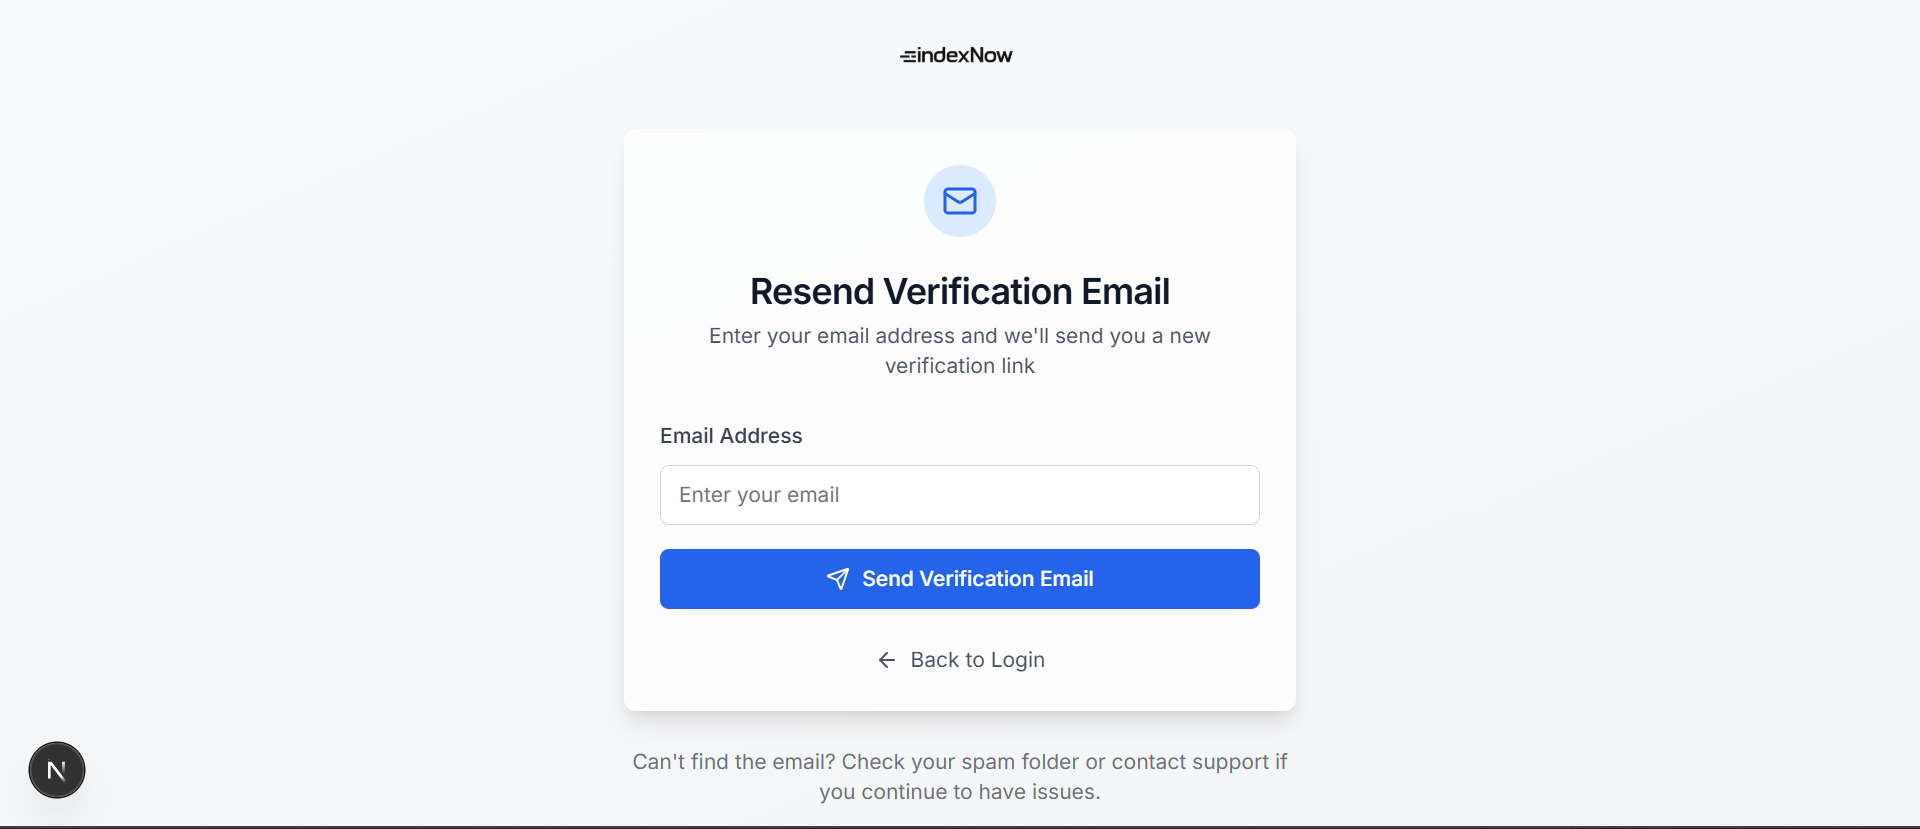 indexNow
Resend Verification Email
Enter your email address and we'll send you a new
verification link
Email Address
Enter your email
Send Verification Email
Back to Login
Can't find the email? Check your spam folder or contact support if
you continue to have issues.
N